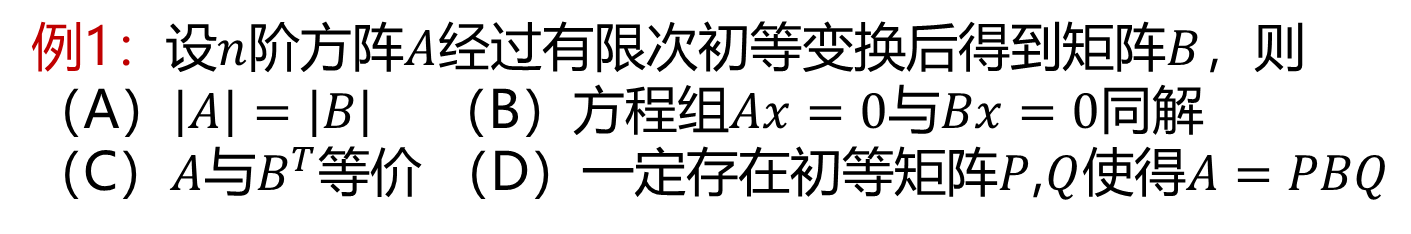 例1：设n阶方阵A经过有限次初等变换后得到矩阵B，则
（A）|A| = |B| （B）方程组Ax = 0与Bx = 0同解
（C）A与Bᵀ等价 （D）一定存在初等矩阵P,Q使得A = PBQ